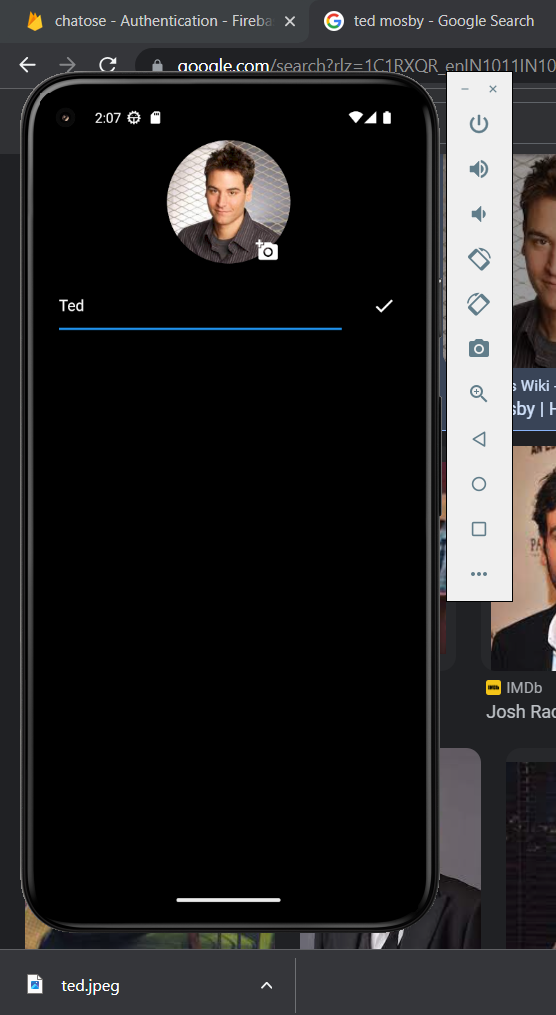 chatose - Authentication - Fireba
ted mosby - Google Search
google.com/search?rlz=1C1RXQR_enIN1011IN10
2:07
Ted
s Wiki -
sby | H
IMDb
Josh Rad
ted.jpeg